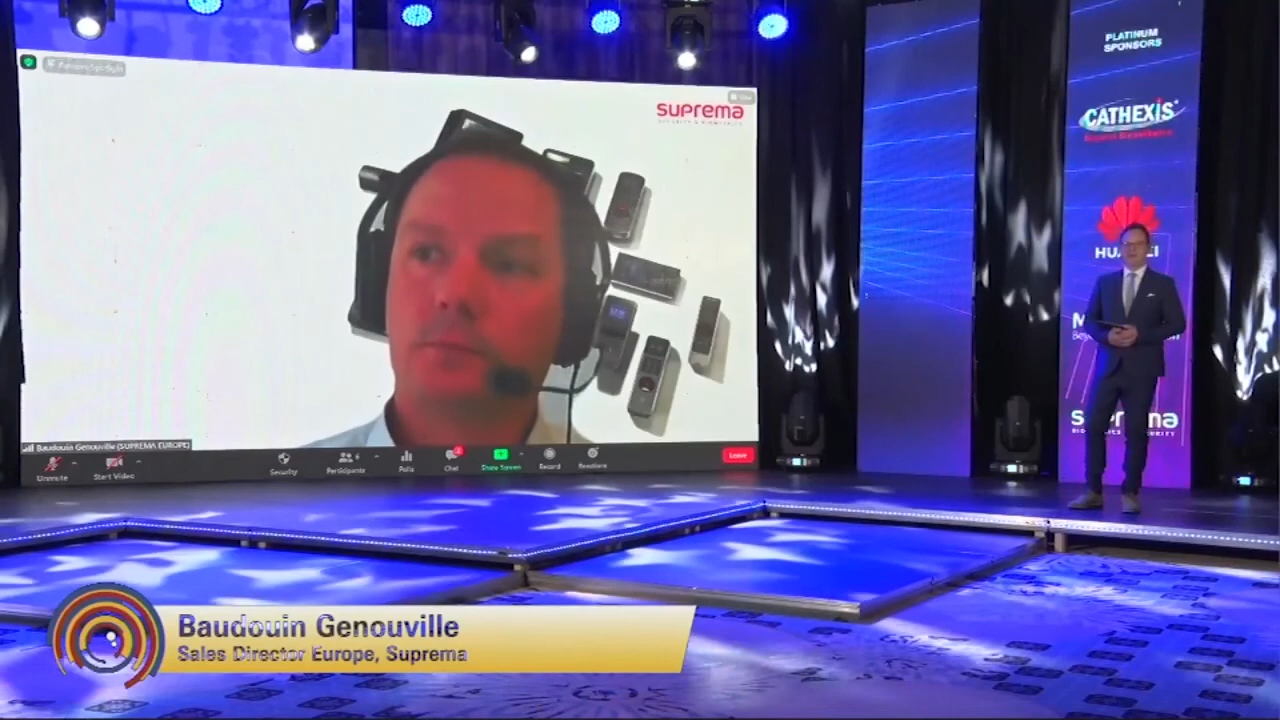 PLATINUM
SPONSORS
CATHEXIS
suprema
HUAWEI
suprema
Baudouin Genouville (SUPREMA EUROPE)
Unmute
Start Video
Security
Participants
Polls
Chat
Share Screen
Record
Reactions
Leave
Baudouin Genouville
Sales Director Europe, Suprema